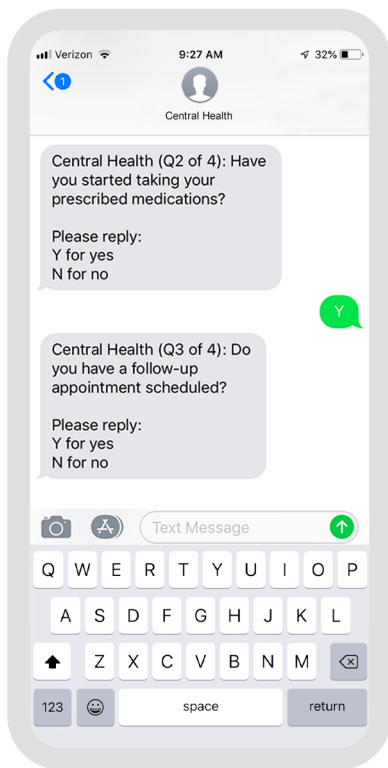 Verizon
9:27 AM
32%
1
Central Health
Central Health (Q2 of 4): Have
you started taking your
prescribed medications?
Please reply:
Y for yes
N for no
Y
Central Health (Q3 of 4): Do
you have a follow-up
appointment scheduled?
Please reply:
Y for yes
N for no
Text Message
Q W E R T Y U I O P
A S D F G H J K L
Z X C V B N M
123
space
return